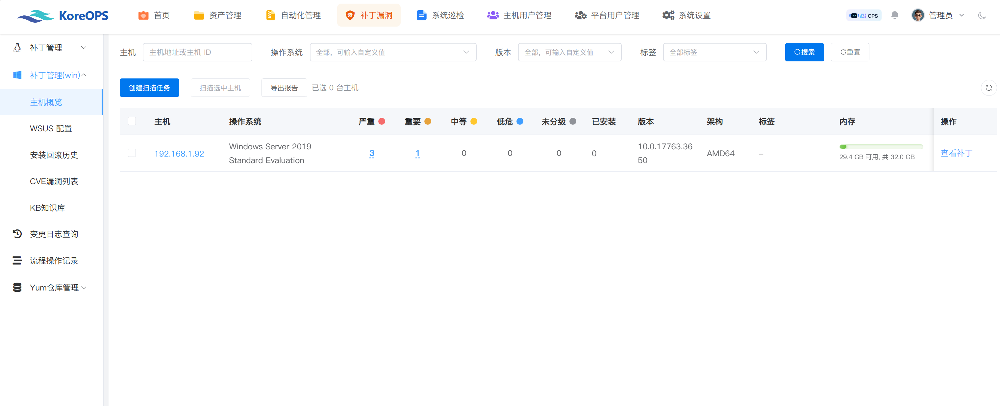 KoreOPS 首页 资产管理 自动化管理 补丁漏洞 系统巡检 主机用户管理 平台用户管理 系统设置 Ai OPS 管理员
补丁管理
补丁管理(win)
主机概览
WSUS 配置
安装回滚历史
CVE漏洞列表
KB知识库
变更日志查询
流程操作记录
Yum仓库管理
主机 主机地址或主机 ID 操作系统 全部，可输入自定义值 版本 全部，可输入自定义值 标签 全部标签 搜索 重置
创建扫描任务 扫描选中主机 导出报告 已选 0 台主机
主机 操作系统 严重 重要 中等 低危 未分级 已安装 版本 架构 标签 内存 操作
192.168.1.92 Windows Server 2019 3 1 0 0 0 0 10.0.17763.36 AMD64 – 29.4 GB 可用, 共 32.0 GB 查看补丁
Standard Evaluation 50